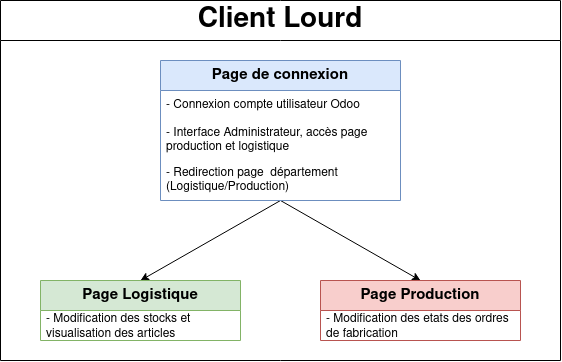 Client Lourd
Page de connexion
- Connexion compte utilisateur Odoo
- Interface Administrateur, accès page
production et logistique
- Redirection page  département
(Logistique/Production)
Page Logistique
- Modification des stocks et
visualisation des articles
Page Production
- Modification des etats des ordres
de fabrication